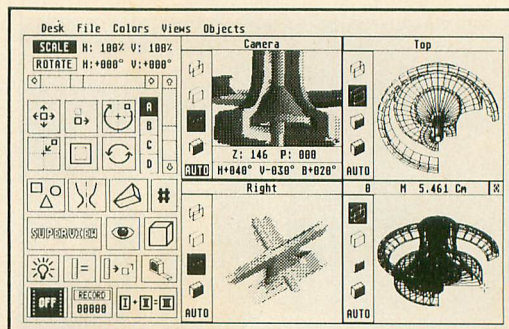 Desk File Colors Views Objects
SCALE H: 100% V: 100%
ROTATE H:+000° V:+000°
A
B
C
D
#
SUPERVIEW
OFF
RECORD
00000
I + I = I
Camera
AUTO
Z: 146 P: 000
H+040° V-030° B+020°
Top
AUTO
Right
AUTO
0 M 5.461 Cm X
AUTO